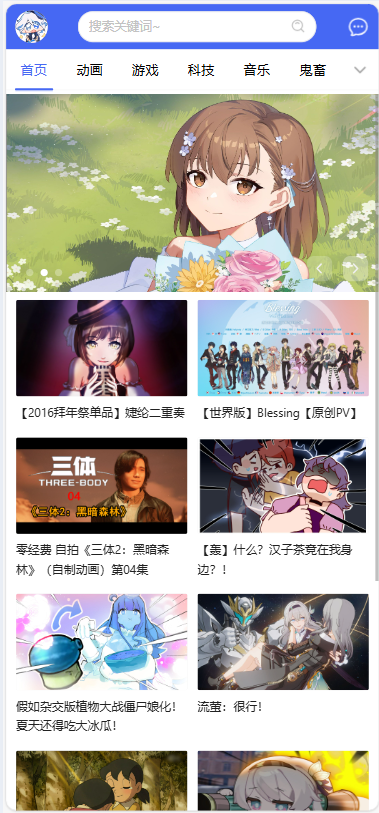 搜索关键词~
首页 动画 游戏 科技 音乐 鬼畜
Blessing
【2016拜年祭单品】婕纶二重奏
【世界版】Blessing【原创PV】
三体
THREE-BODY
04
《三体2：黑暗森林》
零经费 自拍《三体2：黑暗森
林》（自制动画）第04集
【轰】什么？汉子茶竟在我身
边？！
假如杂交版植物大战僵尸娘化！
夏天还得吃大冰瓜！
流萤：很行！